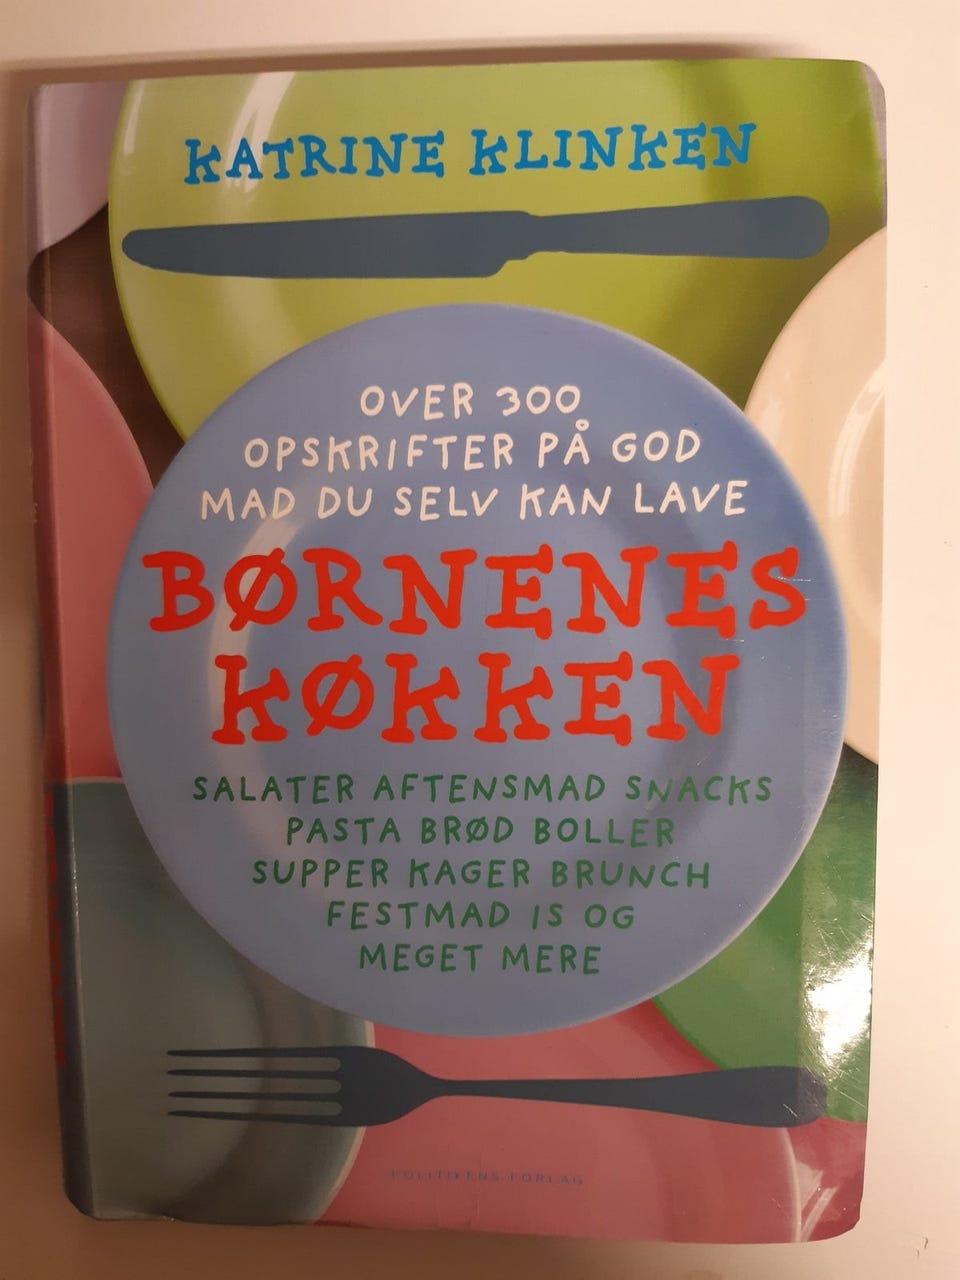 KATRINE KLINKEN
OVER 300
OPSKRIFTER PÅ GOD
MAD DU SELV KAN LAVE
BØRNENES
KØKKEN
SALATER AFTENSMAD SNACKS
PASTA BRØD BOLLER
SUPPER KAGER BRUNCH
FESTMAD IS OG
MEGET MERE
POLITIKENS FORLAG